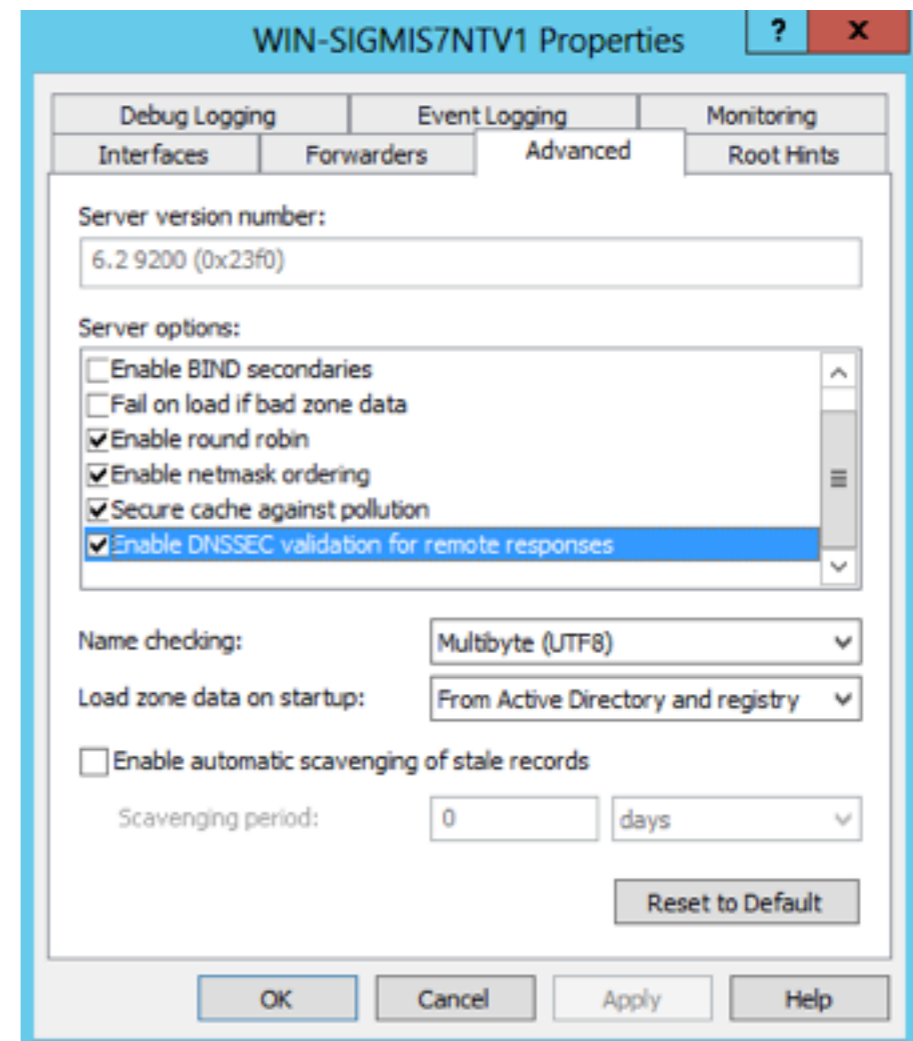 WIN-SIGMIS7NTV1 Properties
?
x
Debug Logging
Event Logging
Monitoring
Interfaces
Forwarders
Advanced
Root Hints
Server version number:
6.2 9200 (0x23f0)
Server options:
Enable BIND secondaries
Fail on load if bad zone data
Enable round robin
Enable netmask ordering
Secure cache against pollution
Enable DNSSEC validation for remote responses
Name checking:
Multibyte (UTF8)
Load zone data on startup:
From Active Directory and registry
Enable automatic scavenging of stale records
Scavenging period:
0
days
Reset to Default
OK
Cancel
Apply
Help